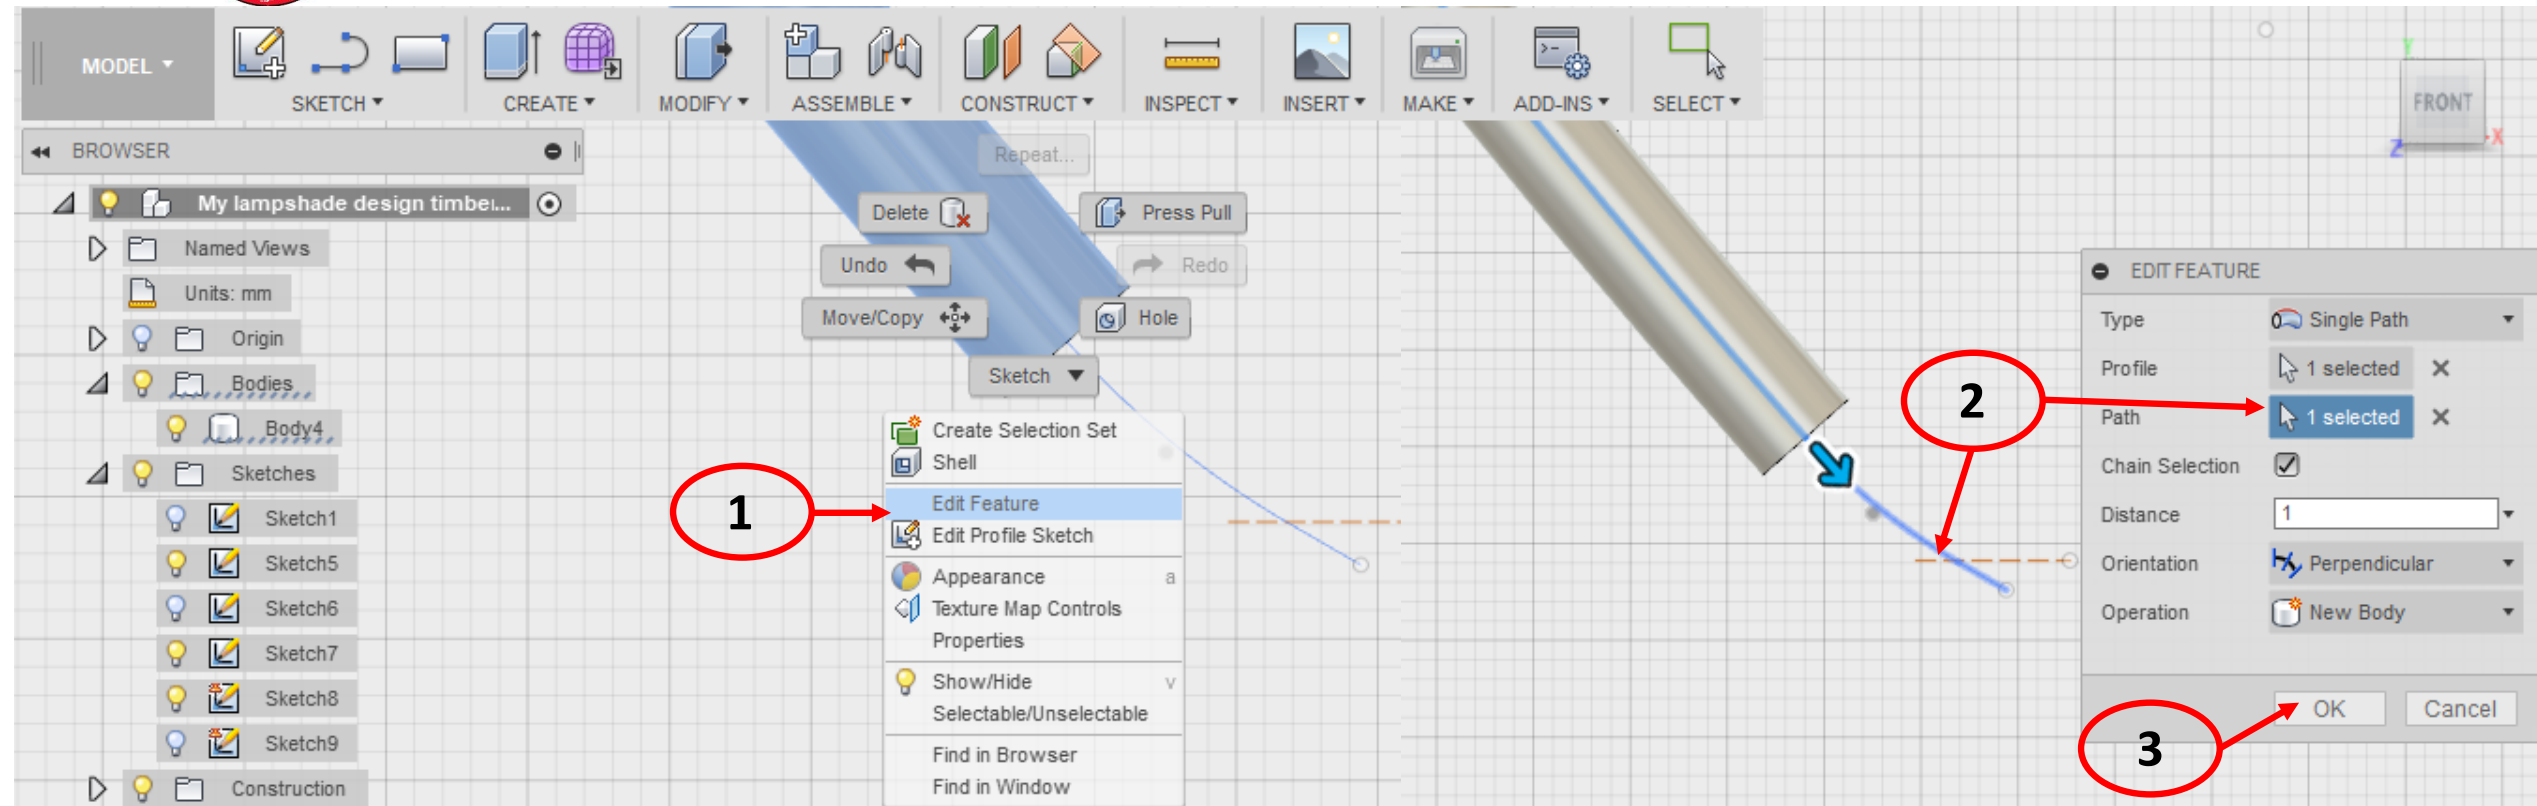 MODEL
SKETCH
CREATE
MODIFY
ASSEMBLE
CONSTRUCT
INSPECT
INSERT
MAKE
ADD-INS
SELECT
BROWSER
My lampshade design timbe...
Named Views
Units: mm
Origin
Bodies
Body4
Sketches
Sketch1
Sketch5
Sketch6
Sketch7
Sketch8
Sketch9
Construction
Repeat...
Delete
Press Pull
Undo
Redo
Move/Copy
Hole
Sketch
Create Selection Set
Shell
Edit Feature
Edit Profile Sketch
Appearance a
Texture Map Controls
Properties
Show/Hide v
Selectable/Unselectable
Find in Browser
Find in Window
1
2
3
Y
FRONT
X
Z
EDIT FEATURE
Type Single Path
Profile 1 selected
Path 1 selected
Chain Selection
Distance 1
Orientation Perpendicular
Operation New Body
OK Cancel